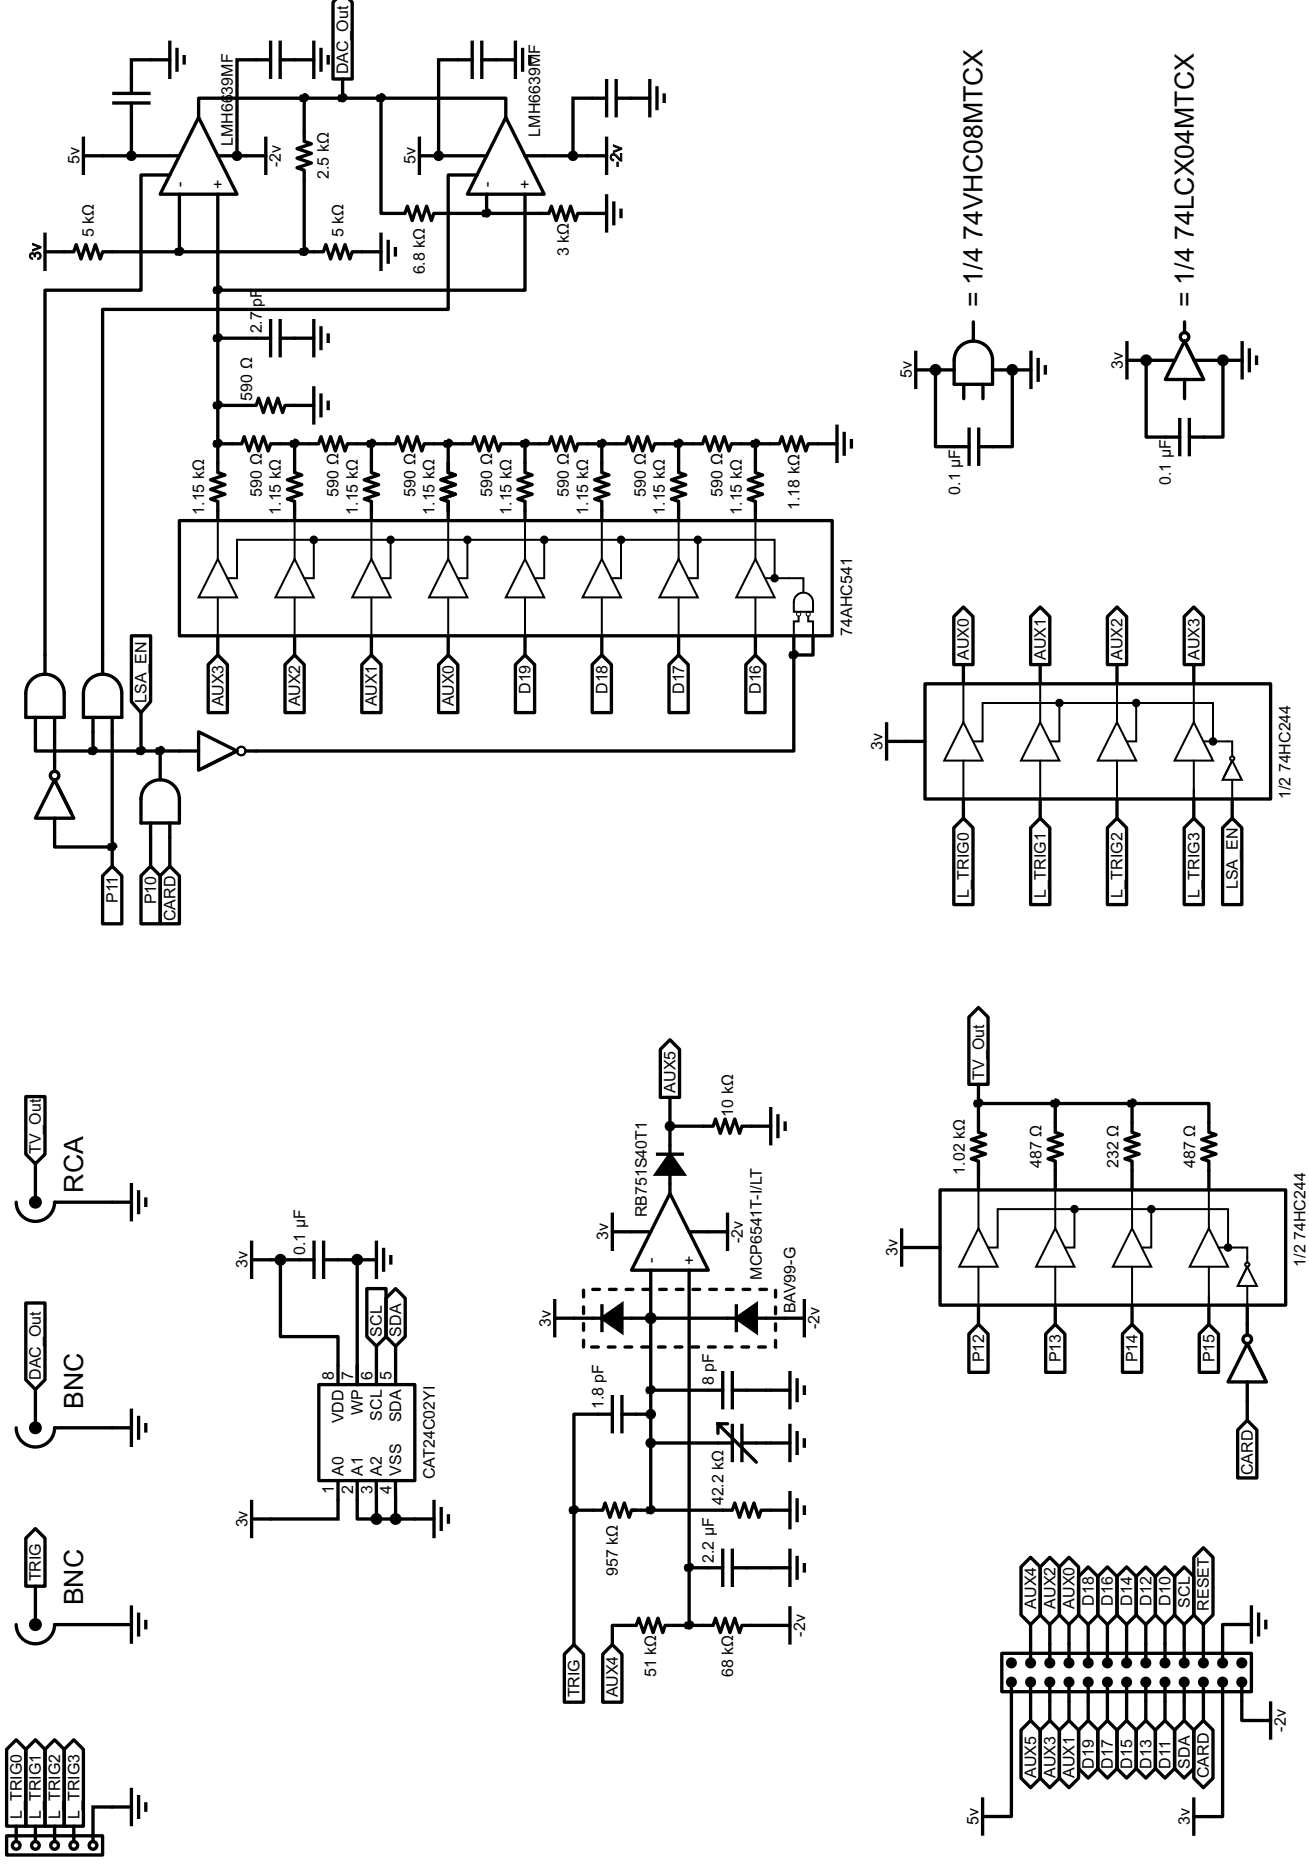 3v
5 kΩ
5 kΩ
5v
-
+
LMH6639MF
-2v
2.5 kΩ
DAC_Out
5v
-
+
LMH6639MF
-2v
6.8 kΩ
3 kΩ
2.7 pF
590 Ω
1.15 kΩ
590 Ω
1.15 kΩ
590 Ω
1.15 kΩ
590 Ω
1.15 kΩ
590 Ω
1.15 kΩ
590 Ω
1.15 kΩ
590 Ω
1.15 kΩ
590 Ω
1.15 kΩ
1.18 kΩ
74AHC541
AUX3
AUX2
AUX1
AUX0
D19
D18
D17
D16
LSA_EN
P11
P10
CARD
5v
0.1 µF
= 1/4 74VHC08MTCX
3v
0.1 µF
= 1/4 74LCX04MTCX
3v
L_TRIG0
L_TRIG1
L_TRIG2
L_TRIG3
LSA_EN
AUX0
AUX1
AUX2
AUX3
1/2 74HC244
TV_Out
RCA
DAC_Out
BNC
TRIG
BNC
L_TRIG0
L_TRIG1
L_TRIG2
L_TRIG3
3v
0.1 µF
3v
1 A0
2 A1
3 A2
4 VSS
VDD 8
WP 7
SCL 6
SDA 5
SCL
SDA
CAT24C02YI
AUX5
10 kΩ
RB751S40T1
3v
-
+
-2v
MCP6541T-I/LT
BAV99-G
3v
-2v
1.8 pF
8 pF
957 kΩ
42.2 kΩ
2.2 µF
TRIG
AUX4
51 kΩ
68 kΩ
-2v
TV_Out
1.02 kΩ
487 Ω
232 Ω
487 Ω
3v
P12
P13
P14
P15
CARD
1/2 74HC244
AUX4
AUX2
AUX0
D18
D16
D14
D12
D10
SCL
RESET
AUX5
AUX3
AUX1
D19
D17
D15
D13
D11
SDA
CARD
5v
3v
-2v